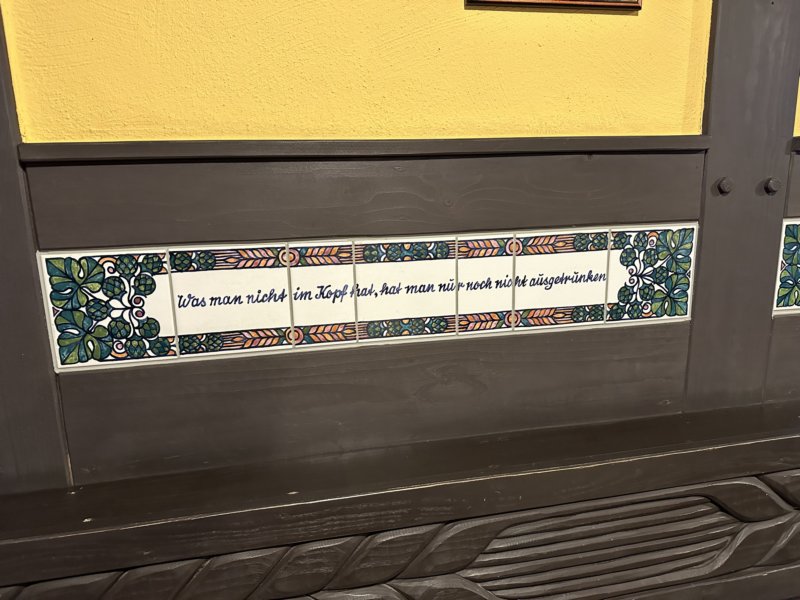 Was man nicht im Kopf hat, hat man nur noch nicht ausgetrunken